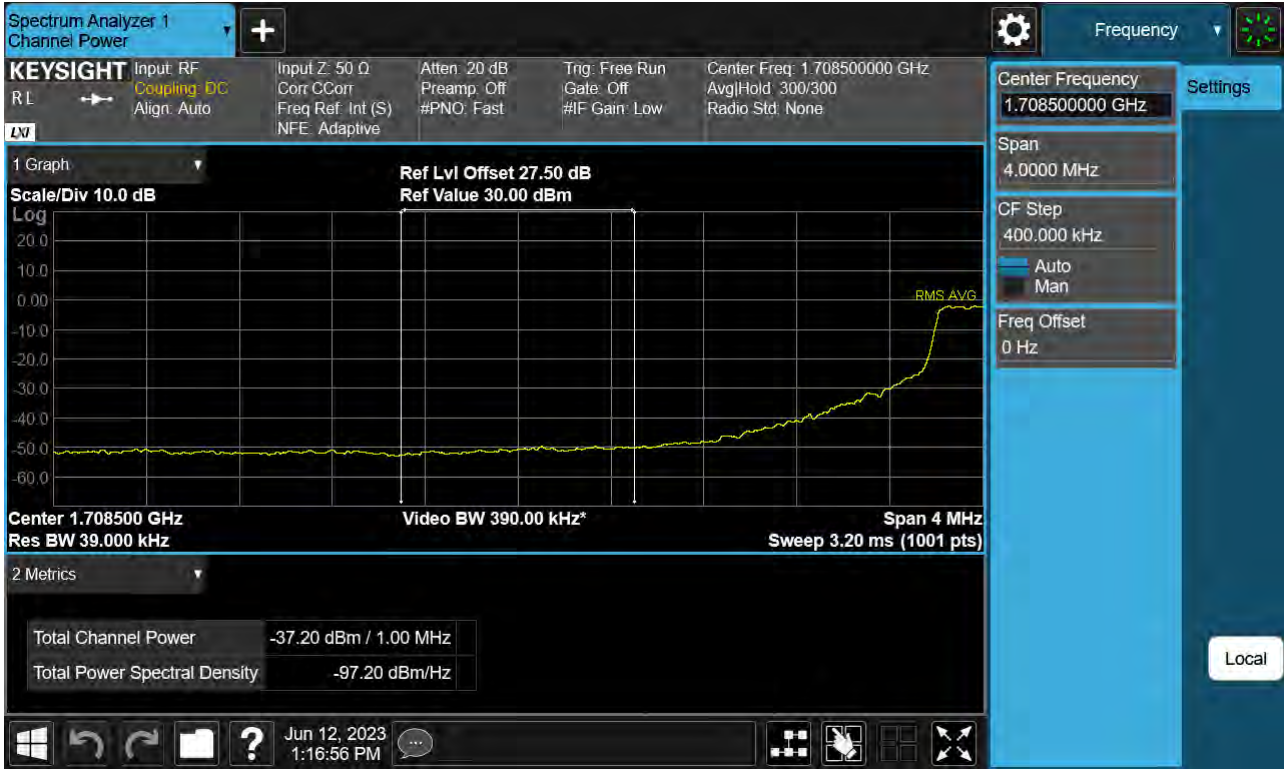 Spectrum Analyzer 1
Channel Power
+
Frequency
KEYSIGHT
RL
LXI
Input: RF
Coupling: DC
Align: Auto
Input Z: 50 Ω
Corr CCorr
Freq Ref: Int (S)
NFE: Adaptive
Atten: 20 dB
Preamp: Off
#PNO: Fast
Trig: Free Run
Gate: Off
#IF Gain: Low
Center Freq: 1.708500000 GHz
Avg|Hold: 300/300
Radio Std: None
Center Frequency
1.708500000 GHz
Settings
Span
4.0000 MHz
CF Step
400.000 kHz
Auto
Man
Freq Offset
0 Hz
Local
1 Graph
Scale/Div 10.0 dB
Ref Lvl Offset 27.50 dB
Ref Value 30.00 dBm
Log
20.0
10.0
0.00
-10.0
-20.0
-30.0
-40.0
-50.0
-60.0
RMS AVG
Center 1.708500 GHz
Video BW 390.00 kHz*
Span 4 MHz
Res BW 39.000 kHz
Sweep 3.20 ms (1001 pts)
2 Metrics
Total Channel Power -37.20 dBm / 1.00 MHz
Total Power Spectral Density -97.20 dBm/Hz
?
Jun 12, 2023
1:16:56 PM